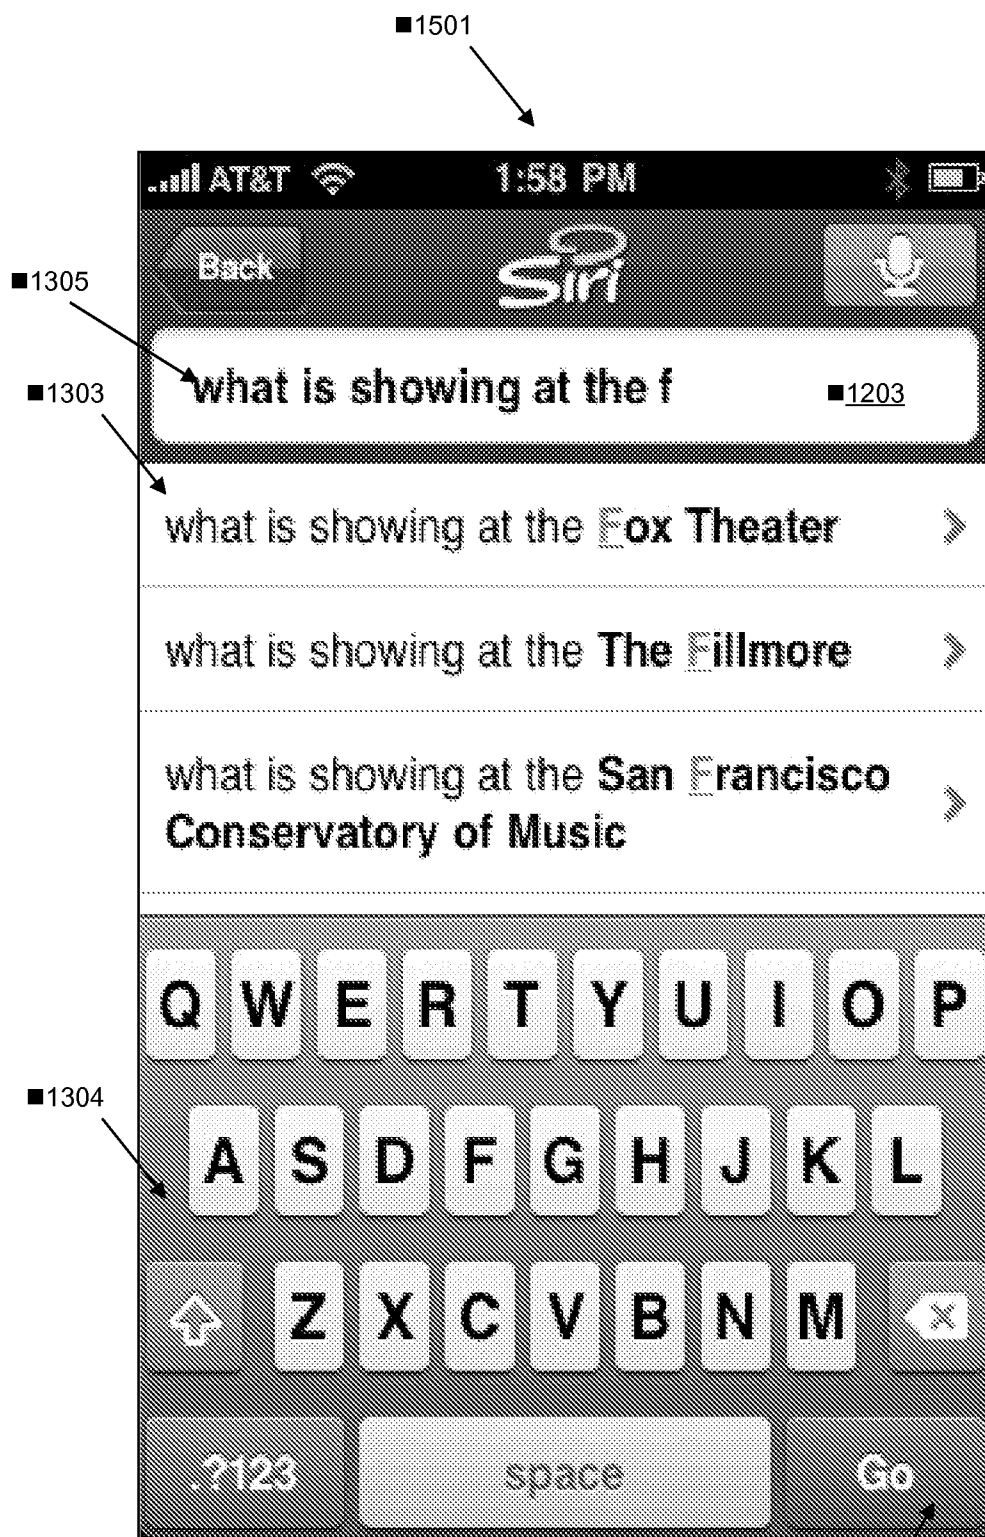 ■1501
AT&T 1:58 PM
Back Siri
■1305
what is showing at the f ■1203
■1303
what is showing at the Fox Theater
what is showing at the The Fillmore
what is showing at the San Francisco
Conservatory of Music
Q W E R T Y U I O P
■1304
A S D F G H J K L
Z X C V B N M
?123 space Go